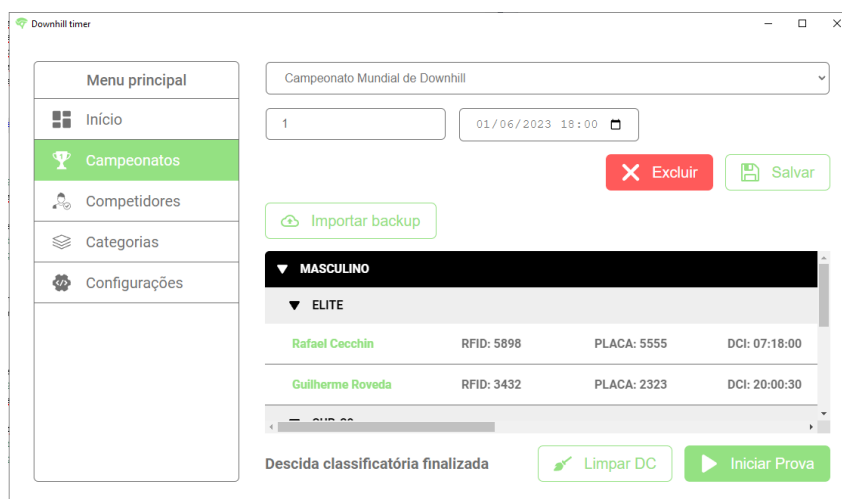 Downhill timer
Menu principal
Início
Campeonatos
Competidores
Categorias
Configurações
Campeonato Mundial de Downhill
1
01/06/2023 18:00
Excluir
Salvar
Importar backup
MASCULINO
ELITE
Rafael Cecchin RFID: 5898 PLACA: 5555 DCI: 07:18:00
Guilherme Roveda RFID: 3432 PLACA: 2323 DCI: 20:00:30
Descida classificatória finalizada
Limpar DC
Iniciar Prova